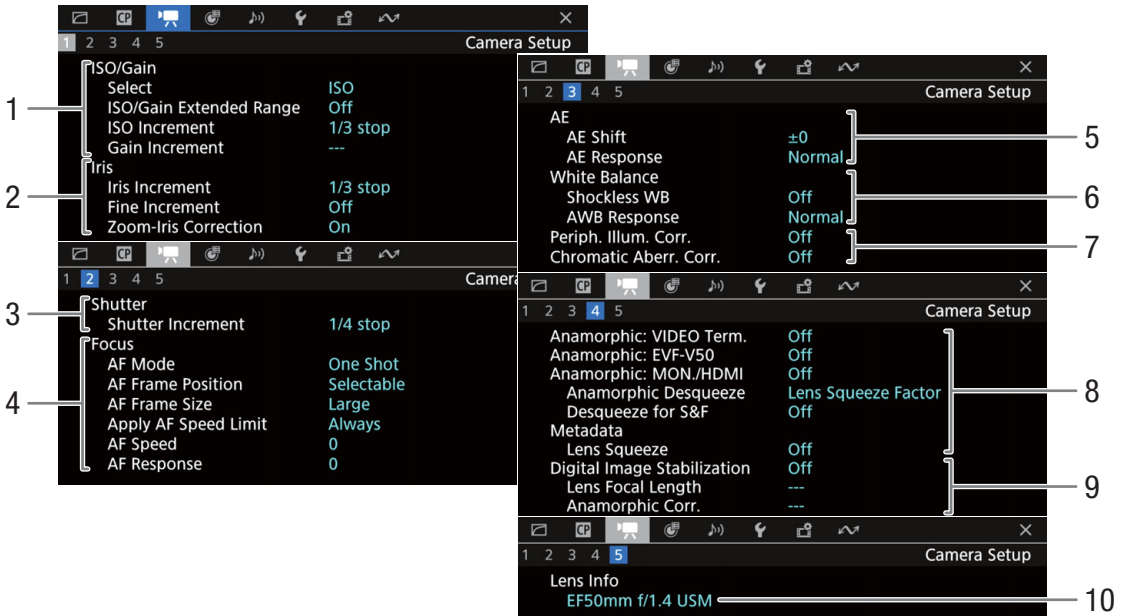 CP
1 2 3 4 5 Camera Setup
ISO/Gain
Select ISO
ISO/Gain Extended Range Off
ISO Increment 1/3 stop
Gain Increment ---
1
Iris
Iris Increment 1/3 stop
Fine Increment Off
Zoom-Iris Correction On
2
CP
1 2 3 4 5 Camera
Shutter
Shutter Increment 1/4 stop
3
Focus
AF Mode One Shot
AF Frame Position Selectable
AF Frame Size Large
Apply AF Speed Limit Always
AF Speed 0
AF Response 0
4
CP
1 2 3 4 5 Camera Setup
AE
AE Shift ±0
AE Response Normal
5
White Balance
Shockless WB Off
AWB Response Normal
6
Periph. Illum. Corr. Off
Chromatic Aberr. Corr. Off
7
CP
1 2 3 4 5 Camera Setup
Anamorphic: VIDEO Term. Off
Anamorphic: EVF-V50 Off
Anamorphic: MON./HDMI Off
Anamorphic Desqueeze Lens Squeeze Factor
Desqueeze for S&F Off
Metadata
Lens Squeeze Off
8
Digital Image Stabilization Off
Lens Focal Length ---
Anamorphic Corr. ---
9
CP
1 2 3 4 5 Camera Setup
Lens Info
EF50mm f/1.4 USM
10